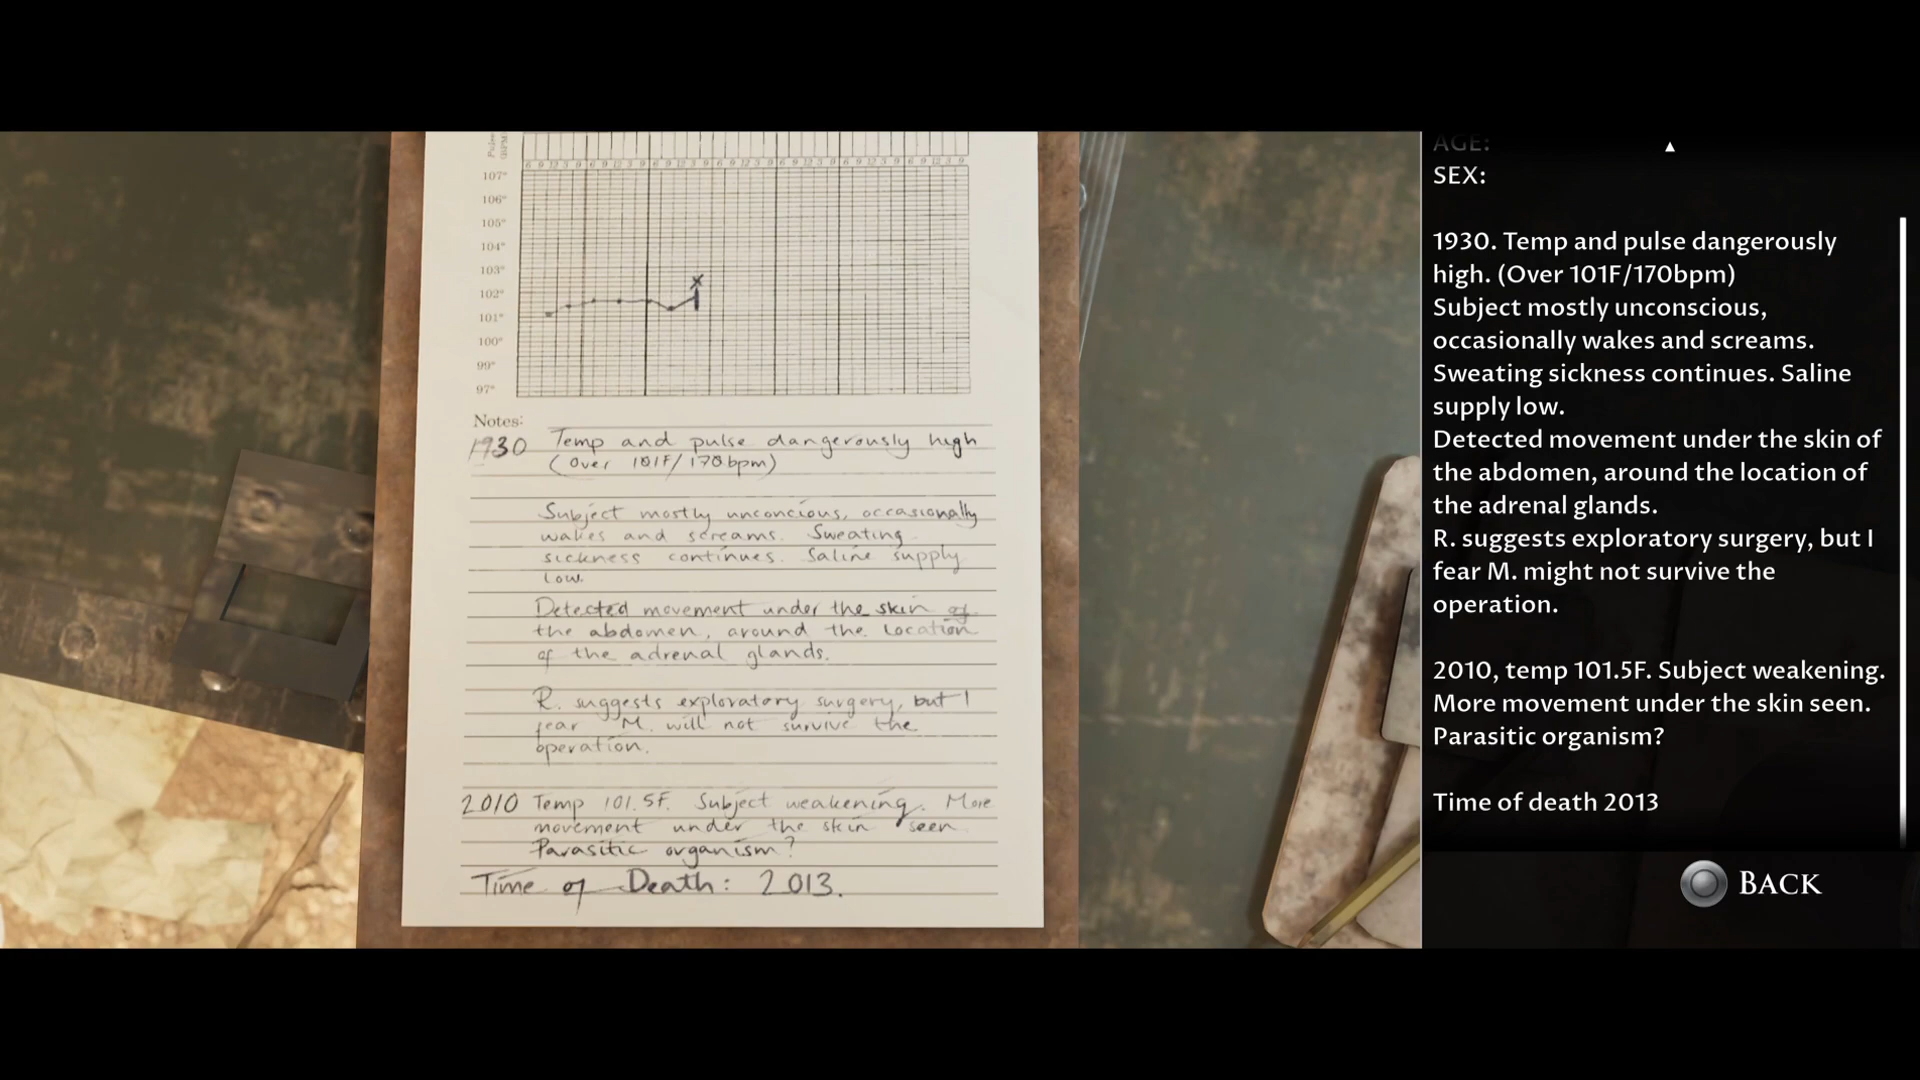 Pulse
107°
106°
105°
104°
103°
102°
101°
100°
99°
97°
Notes:
1930 Temp and pulse dangerously high
(Over 101F/170bpm)
Subject mostly unconcious, occasionally
wakes and screams. Sweating
sickness continues. Saline supply
low.
Detected movement under the skin of
the abdomen, around the location
of the adrenal glands.
R. suggests exploratory surgery, but I
fear M. will not survive the
operation.
2010 Temp 101.5F. Subject weakening. More
movement under the skin seen
Parasitic organism?
Time of Death: 2013.
AGE:
SEX:
1930. Temp and pulse dangerously
high. (Over 101F/170bpm)
Subject mostly unconscious,
occasionally wakes and screams.
Sweating sickness continues. Saline
supply low.
Detected movement under the skin of
the abdomen, around the location of
the adrenal glands.
R. suggests exploratory surgery, but I
fear M. might not survive the
operation.
2010, temp 101.5F. Subject weakening.
More movement under the skin seen.
Parasitic organism?
Time of death 2013
BACK